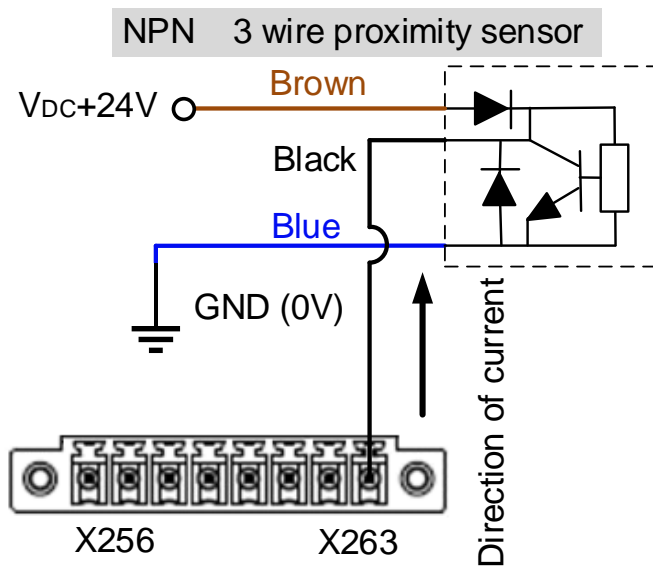 NPN 3 wire proximity sensor
Brown
VDC+24V
Black
Blue
GND (0V)
Direction of current
X256
X263